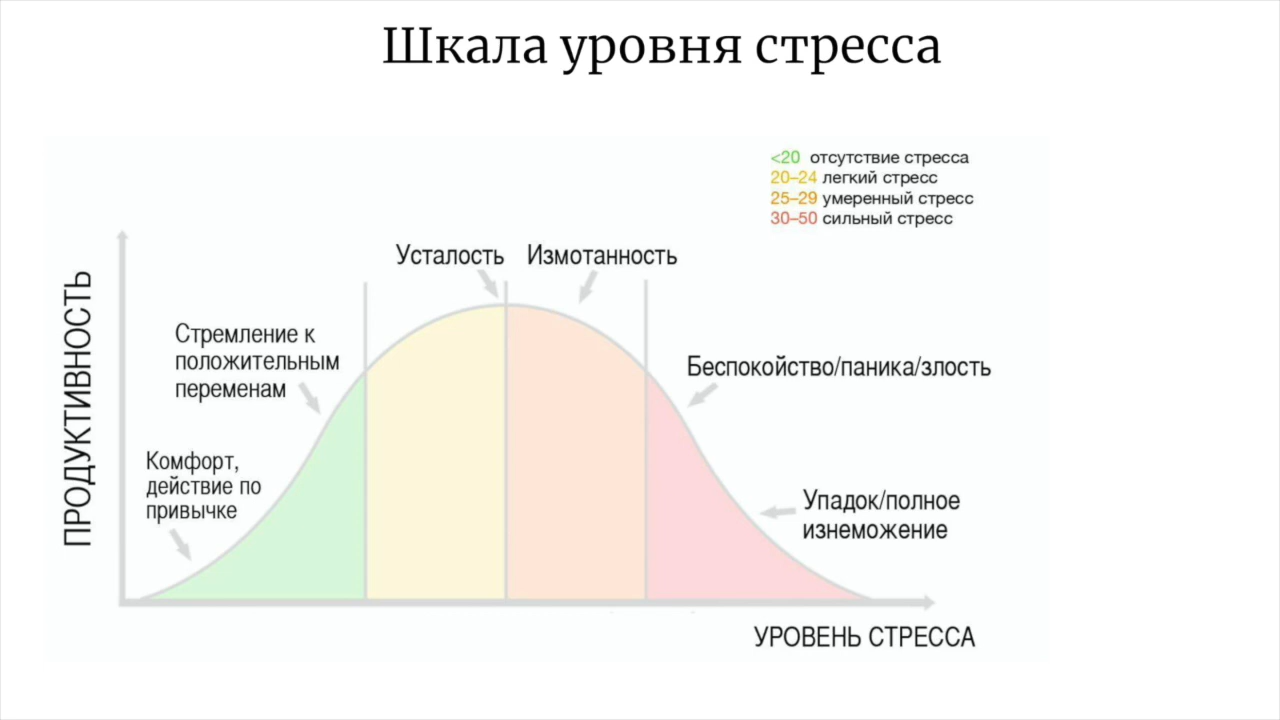 Шкала уровня стресса
<20 отсутствие стресса
20–24 легкий стресс
25–29 умеренный стресс
30–50 сильный стресс
Усталость
Измотанность
Стремление к
положительным
переменам
Беспокойство/паника/злость
Комфорт,
действие по
привычке
Упадок/полное
изнеможение
ПРОДУКТИВНОСТЬ
УРОВЕНЬ СТРЕССА